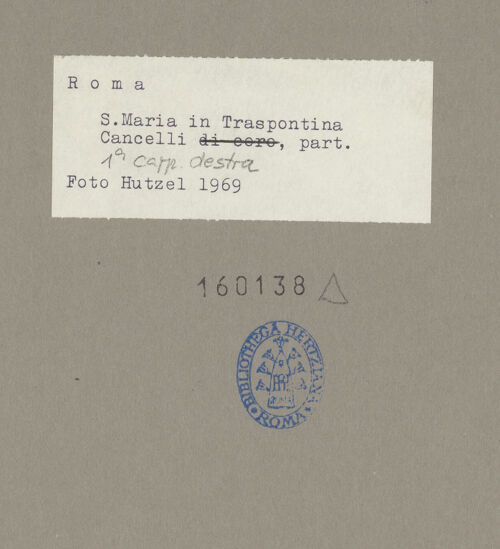 Roma
S.Maria in Traspontina
Cancelli di coro, part.
1ª capp. destra
Foto Hutzel 1969
160138
BIBLIOTHECA HERTZIANA
ROMA